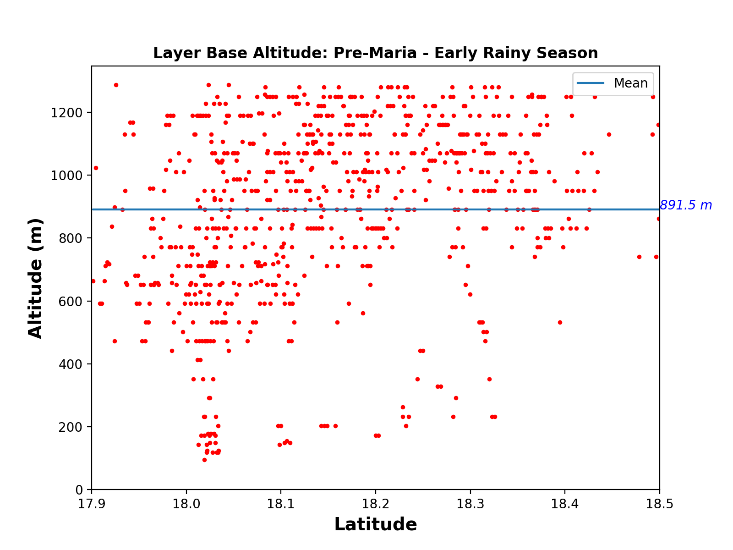 Layer Base Altitude: Pre-Maria - Early Rainy Season
Mean
1200
1000
891.5 m
800
600
400
200
0
Altitude (m)
17.9 18.0 18.1 18.2 18.3 18.4 18.5
Latitude